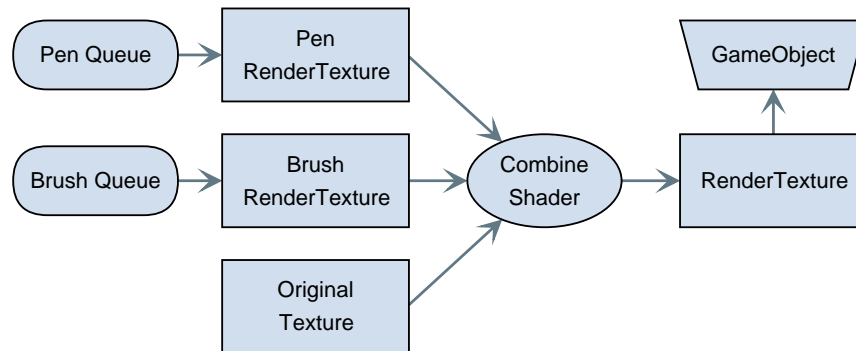 Pen Queue
Pen
RenderTexture
GameObject
Brush Queue
Brush
RenderTexture
Combine
Shader
RenderTexture
Original
Texture